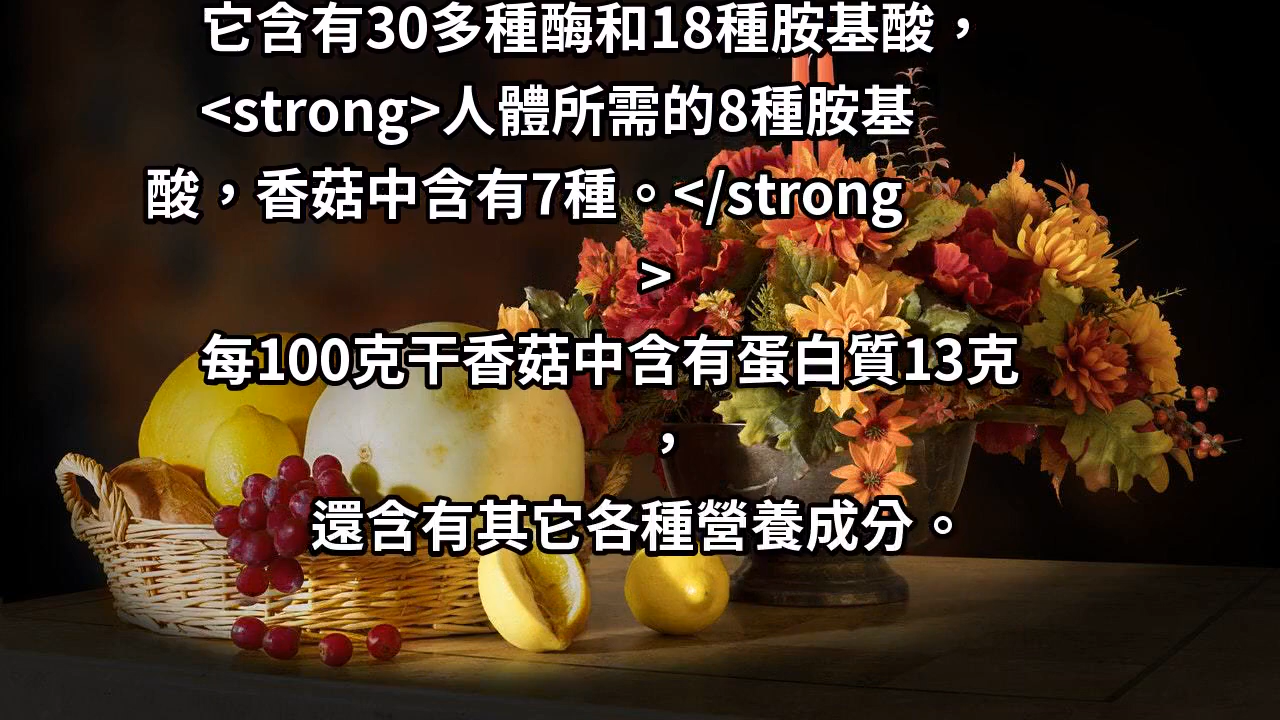 它含有30多種酶和18種胺基酸，
<strong>人體所需的8種胺基
酸，香菇中含有7種。</strong
>
每100克干香菇中含有蛋白質13克
，
還含有其它各種營養成分。